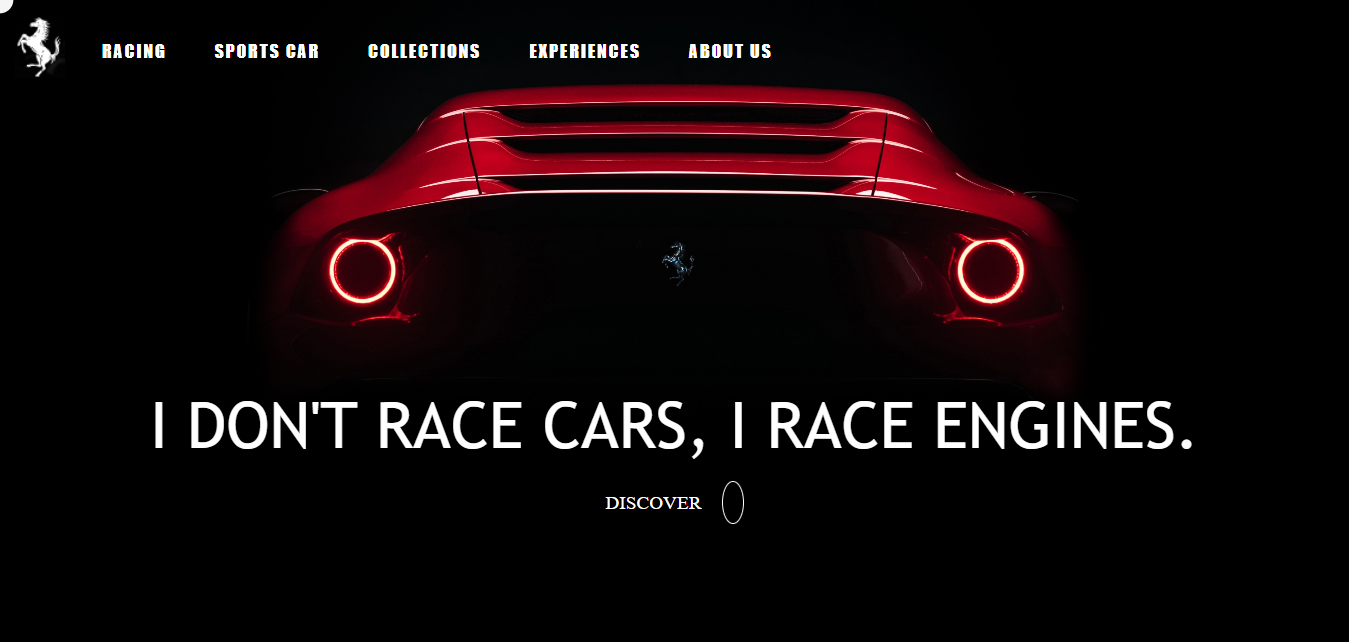 RACING SPORTS CAR COLLECTIONS EXPERIENCES ABOUT US
I DON'T RACE CARS, I RACE ENGINES.
DISCOVER